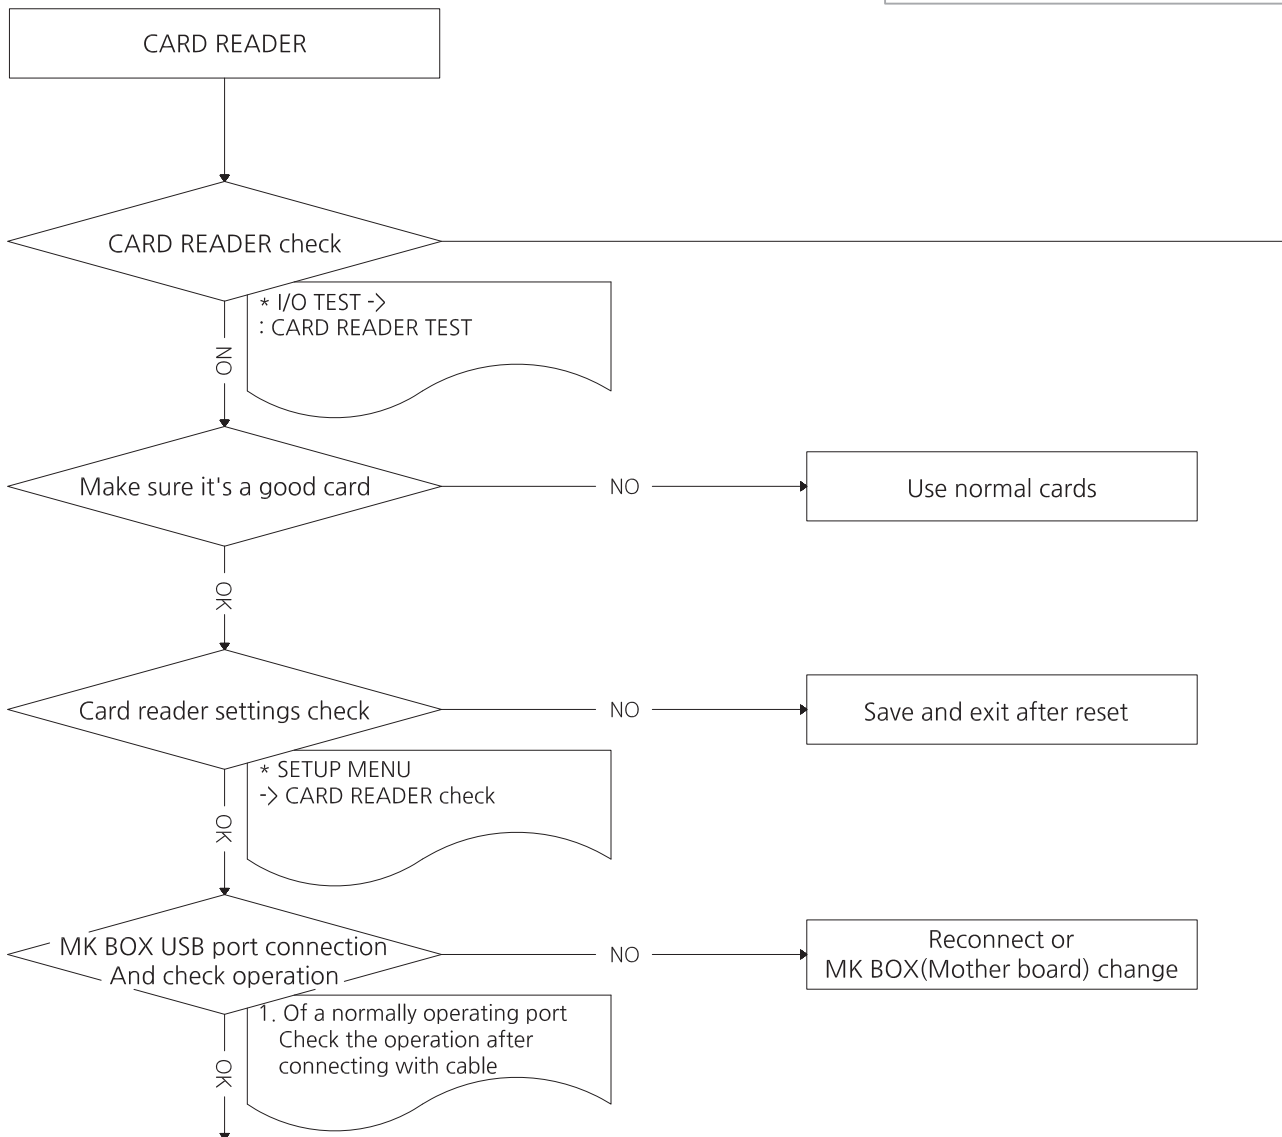 CARD READER
CARD READER check
* I/O TEST ->
: CARD READER TEST
NO
Make sure it's a good card
NO
Use normal cards
OK
Card reader settings check
NO
Save and exit after reset
* SETUP MENU
-> CARD READER check
OK
MK BOX USB port connection
And check operation
NO
Reconnect or
MK BOX(Mother board) change
1. Of a normally operating port
Check the operation after
connecting with cable
OK